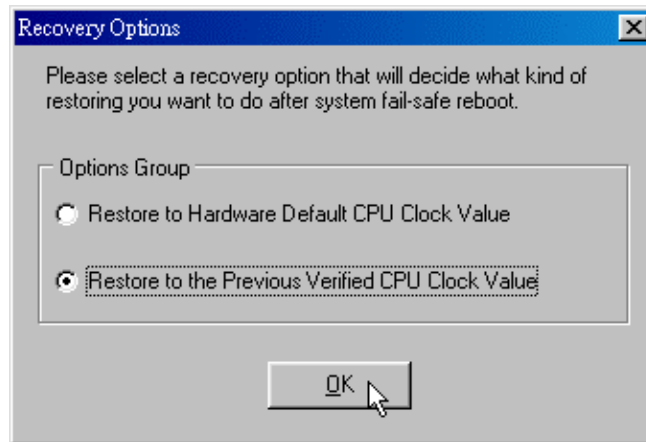 Recovery Options
Please select a recovery option that will decide what kind of
restoring you want to do after system fail-safe reboot.
Options Group
Restore to Hardware Default CPU Clock Value
Restore to the Previous Verified CPU Clock Value
OK